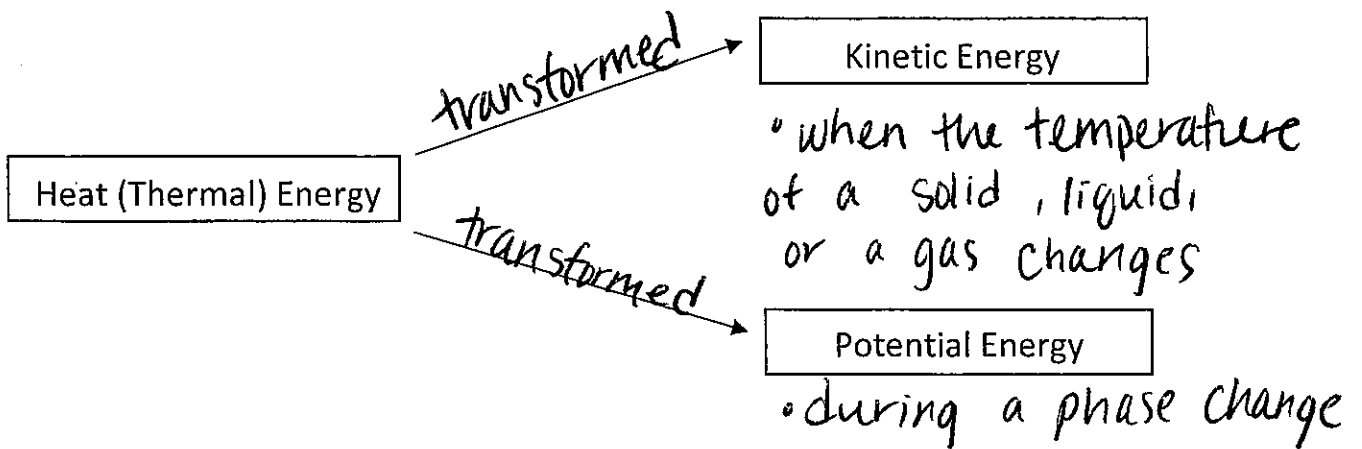 transformed
Kinetic Energy
• when the temperature
of a solid, liquid,
or a gas changes
Heat (Thermal) Energy
transformed
Potential Energy
• during a phase change